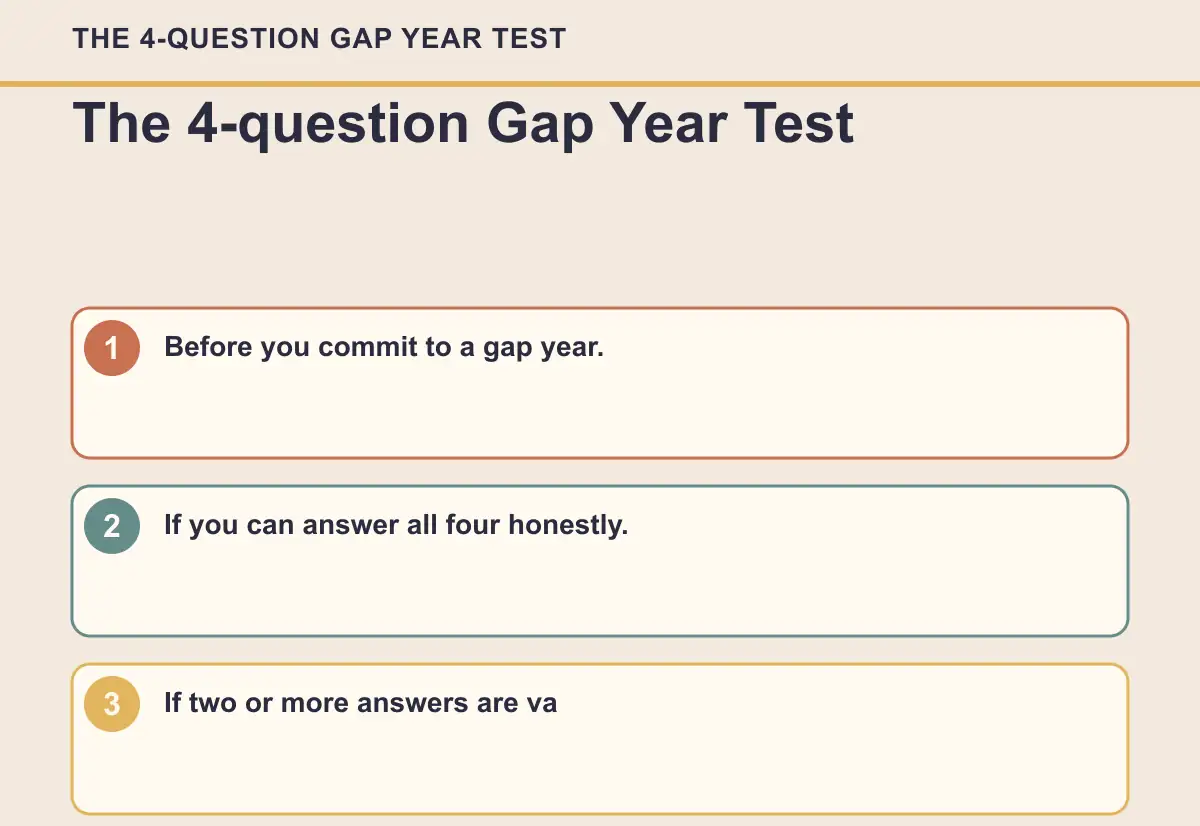 THE 4-QUESTION GAP YEAR TEST
The 4-question Gap Year Test
1 Before you commit to a gap year.
2 If you can answer all four honestly.
3 If two or more answers are va